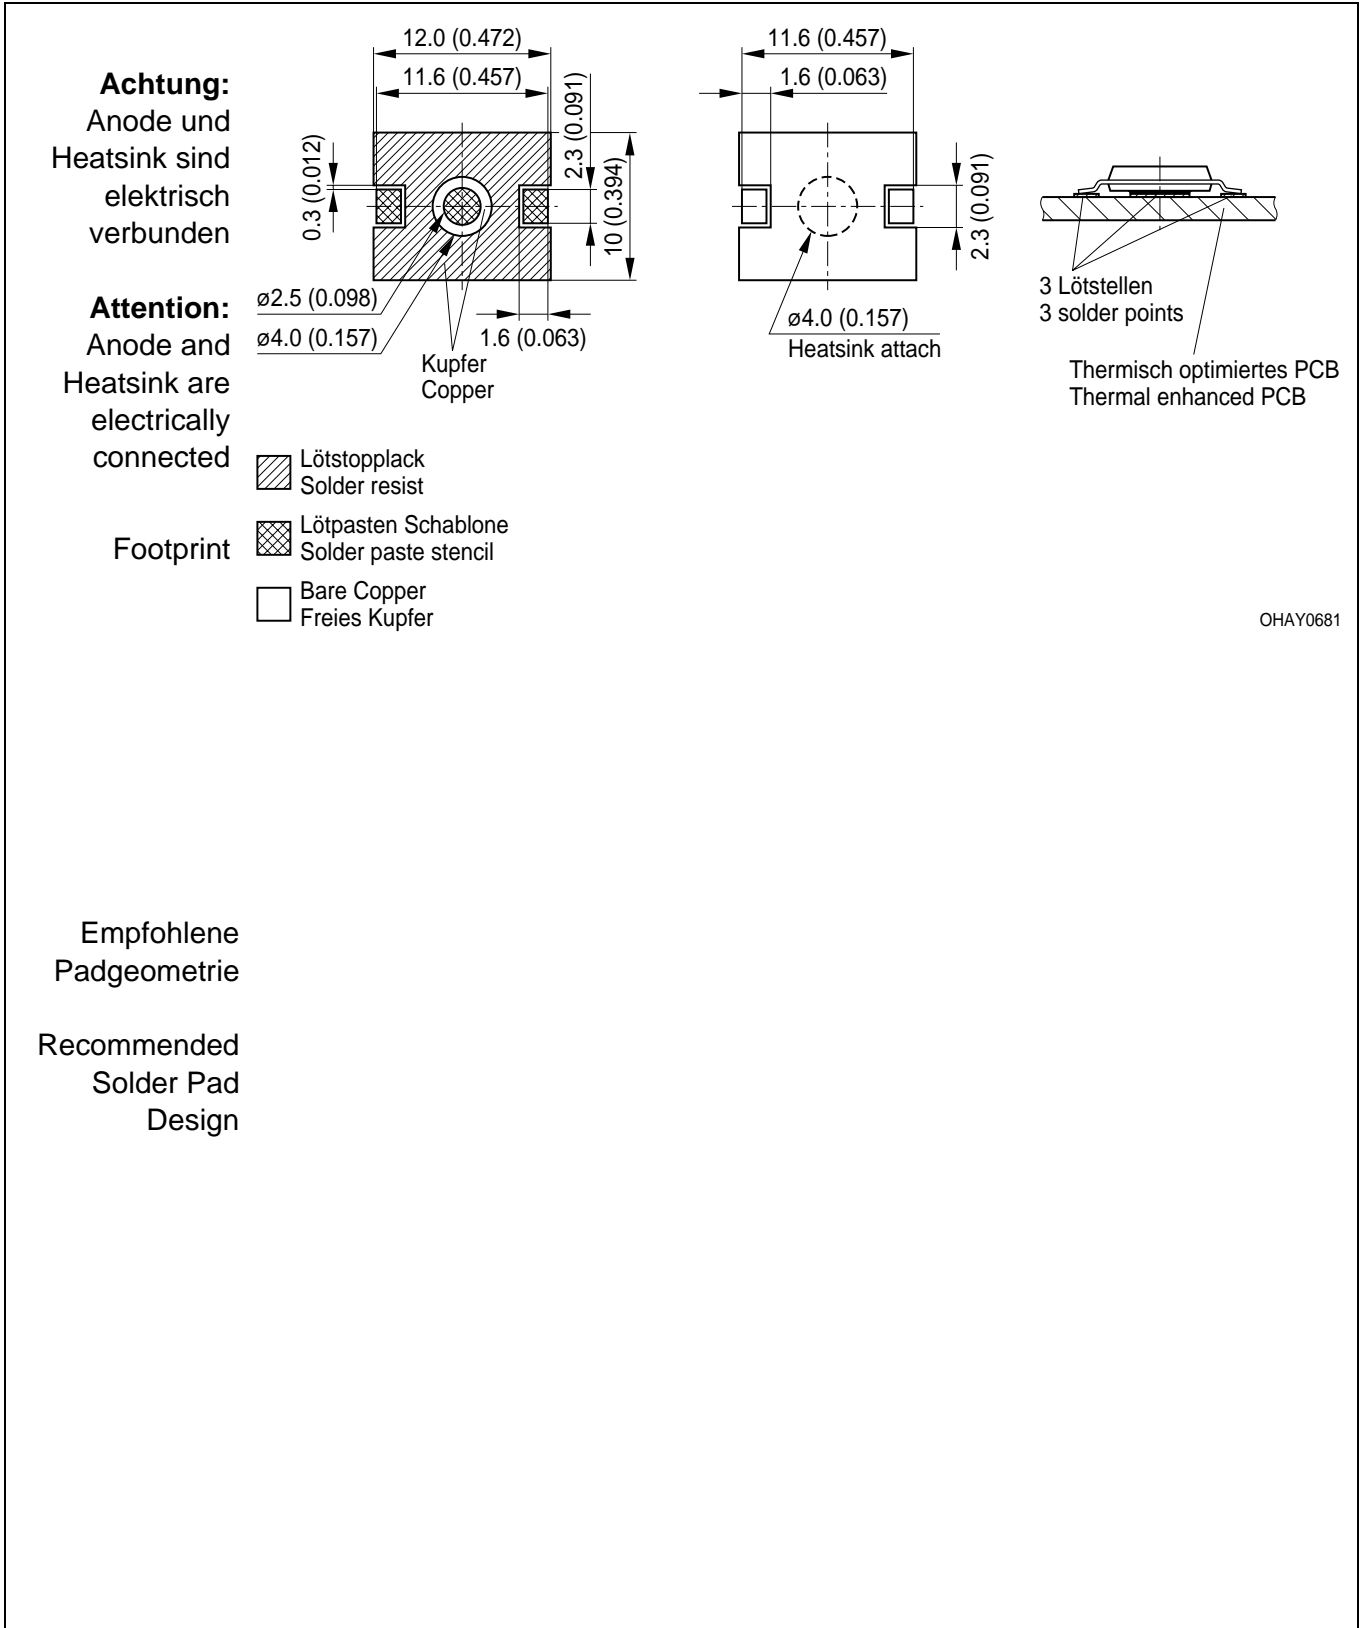 Achtung:
Anode und
Heatsink sind
elektrisch
verbunden
Attention:
Anode and
Heatsink are
electrically
connected
Footprint
12.0 (0.472)
11.6 (0.457)
0.3 (0.012)
2.3 (0.091)
10 (0.394)
ø2.5 (0.098)
ø4.0 (0.157)
1.6 (0.063)
Kupfer
Copper
11.6 (0.457)
1.6 (0.063)
2.3 (0.091)
ø4.0 (0.157)
Heatsink attach
3 Lötstellen
3 solder points
Thermisch optimiertes PCB
Thermal enhanced PCB
Lötstopplack
Solder resist
Lötpasten Schablone
Solder paste stencil
Bare Copper
Freies Kupfer
OHAY0681
Empfohlene
Padgeometrie
Recommended
Solder Pad
Design